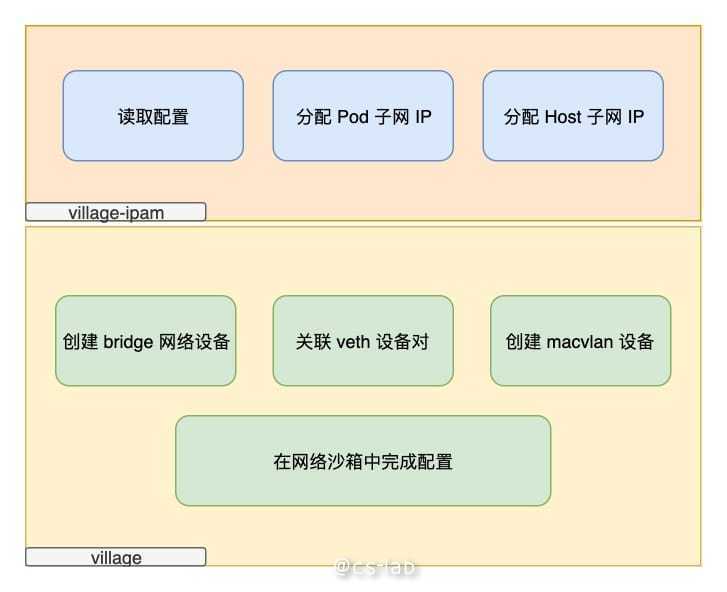 读取配置
分配 Pod 子网 IP
分配 Host 子网 IP
village-ipam
创建 bridge 网络设备
关联 veth 设备对
创建 macvlan 设备
在网络沙箱中完成配置
village
@cs-lab